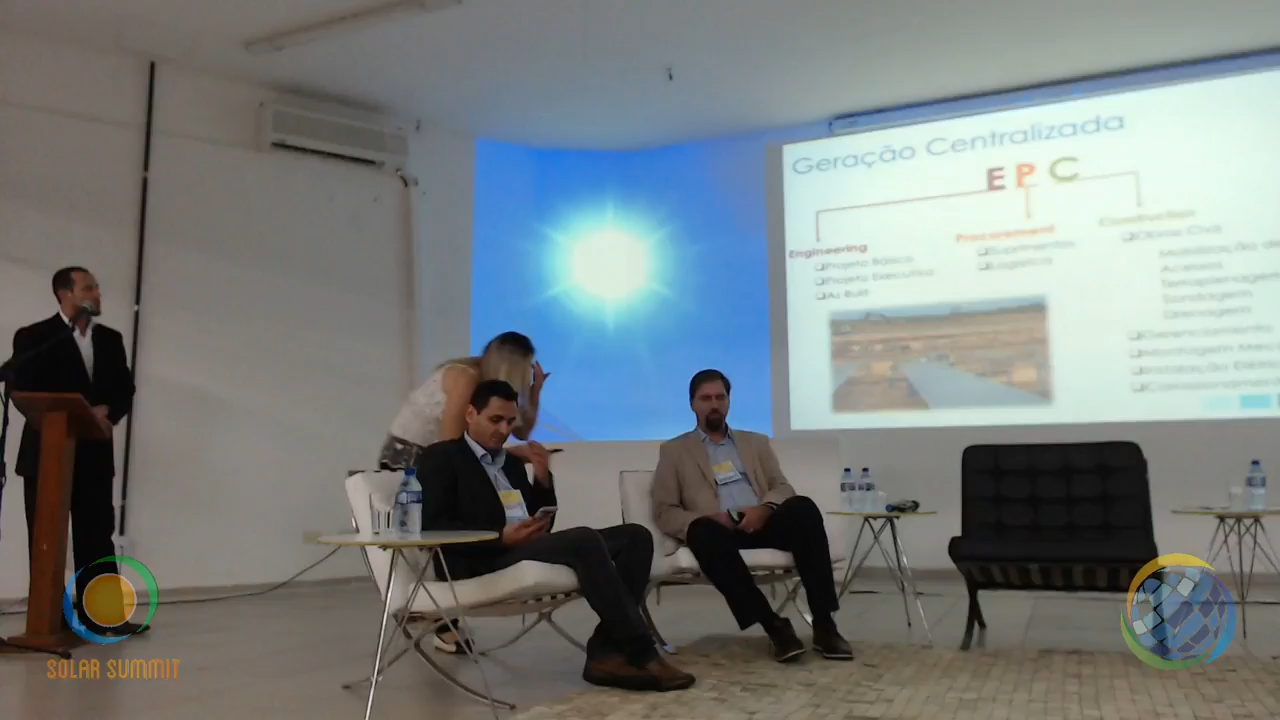 Geração Centralizada
E P C
Engineering
Projeto Básico
Projeto Executivo
As Built
Procurement
Suprimentos
Logística
Construction
Obras Civis
Acessos
Terraplenagem
Sondagem
Drenagem
Gerenciamento
SOLAR SUMMIT